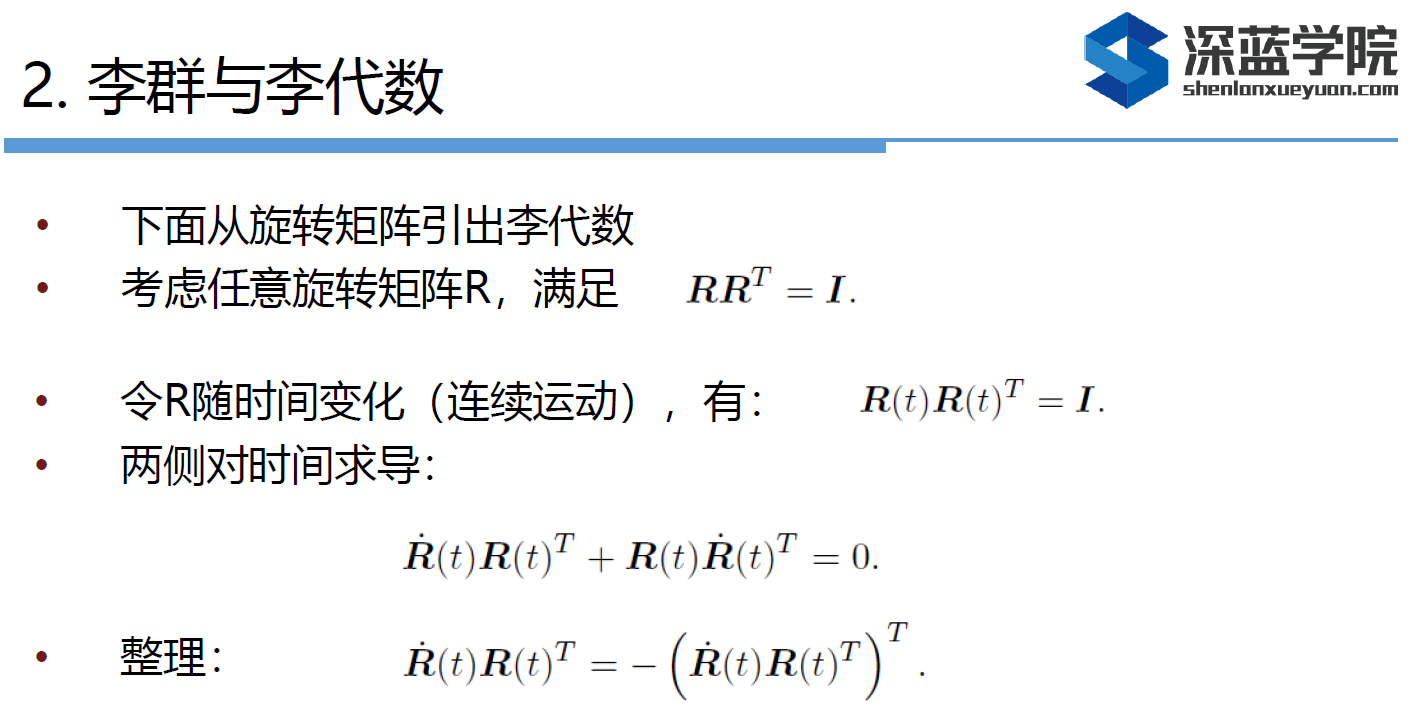 深蓝学院
shenlanxueyuan.com
2. 李群与李代数
• 下面从旋转矩阵引出李代数
• 考虑任意旋转矩阵R，满足 $\boldsymbol{R}\boldsymbol{R}^T = \boldsymbol{I}.$
• 令R随时间变化（连续运动），有： $\boldsymbol{R}(t)\boldsymbol{R}(t)^T = \boldsymbol{I}.$
• 两侧对时间求导：
$\dot{\boldsymbol{R}}(t)\boldsymbol{R}(t)^T + \boldsymbol{R}(t)\dot{\boldsymbol{R}}(t)^T = 0.$
• 整理： $\dot{\boldsymbol{R}}(t)\boldsymbol{R}(t)^T = -\left(\dot{\boldsymbol{R}}(t)\boldsymbol{R}(t)^T\right)^T.$